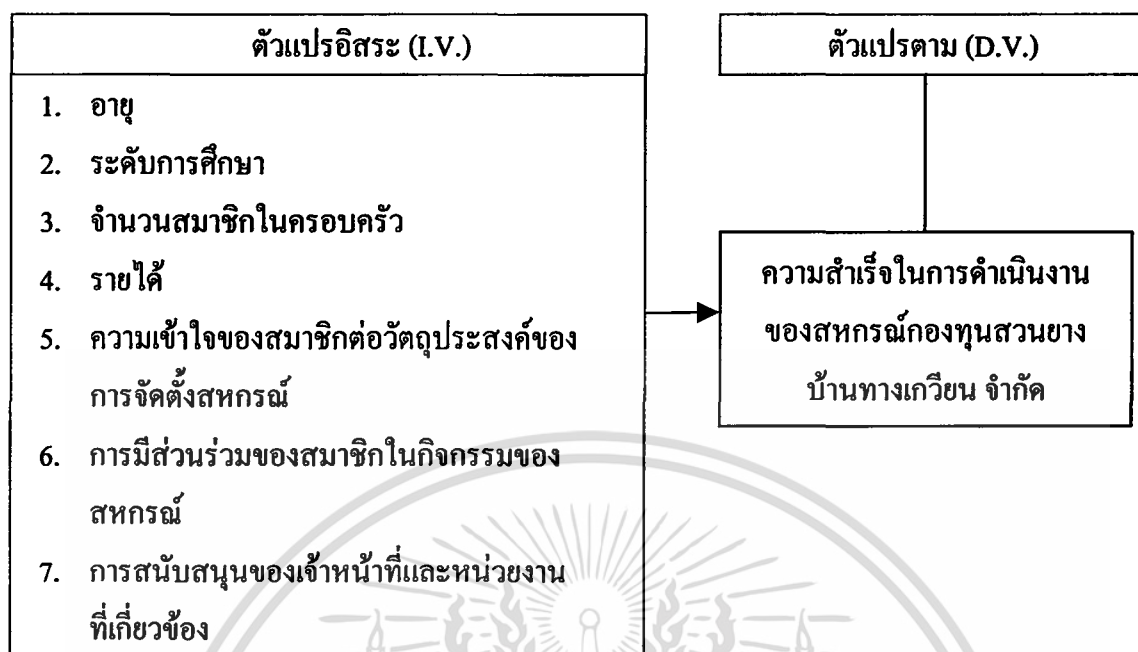 ตัวแปรอิสระ (I.V.)
1. อายุ
2. ระดับการศึกษา
3. จำนวนสมาชิกในครอบครัว
4. รายได้
5. ความเข้าใจของสมาชิกต่อวัตถุประสงค์ของ
การจัดตั้งสหกรณ์
6. การมีส่วนร่วมของสมาชิกในกิจกรรมของ
สหกรณ์
7. การสนับสนุนของเจ้าหน้าที่และหน่วยงาน
ที่เกี่ยวข้อง
ตัวแปรตาม (D.V.)
ความสำเร็จในการดำเนินงาน
ของสหกรณ์กองทุนสวนยาง
บ้านทางเกวียน จำกัด